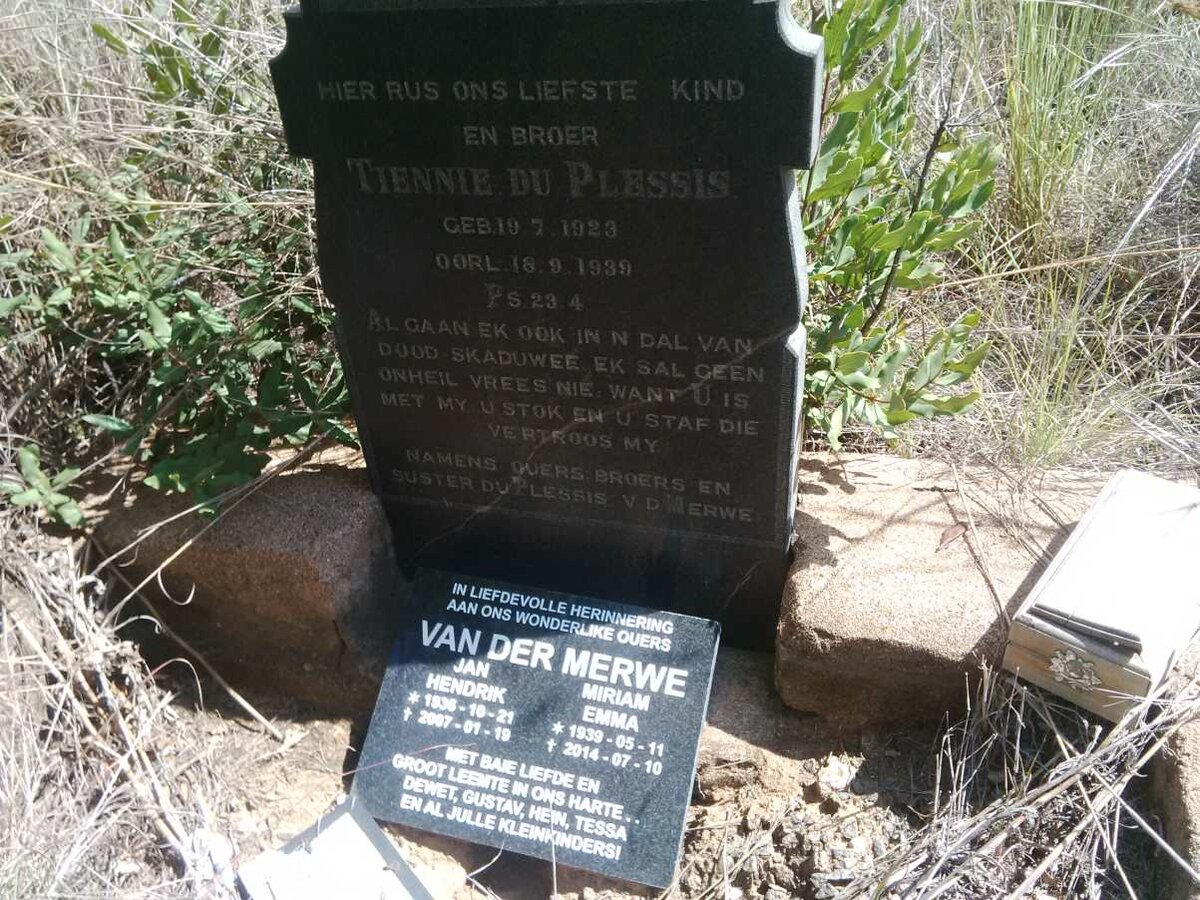 HIER RUS ONS LIEFSTE KIND
EN BROER
TIENNIE DU PLESSIS
GEB.19.7.1923
OORL.18.9.1939
PS.23.4
AL GAAN EK OOK IN N DAL VAN
DOOD SKADUWEE, EK SAL GEEN
ONHEIL VREES NIE: WANT U IS
MET MY. U STOK EN U STAF DIE
VERTROOS MY
NAMENS OUERS. BROERS EN
SUSTER DU PLESSIS V.D MERWE
IN LIEFDEVOLLE HERINNERING
AAN ONS WONDERLIKE OUERS
VAN DER MERWE
JAN
HENDRIK
* 1936 - 10 - 21
† 2007 - 01 - 19
MIRIAM
EMMA
* 1939 - 05 - 11
† 2014 - 07 - 10
MET BAIE LIEFDE EN
GROOT LEEMTE IN ONS HARTE . .
DEWET, GUSTAV, HEIN, TESSA
EN AL JULLE KLEINKINDERS!